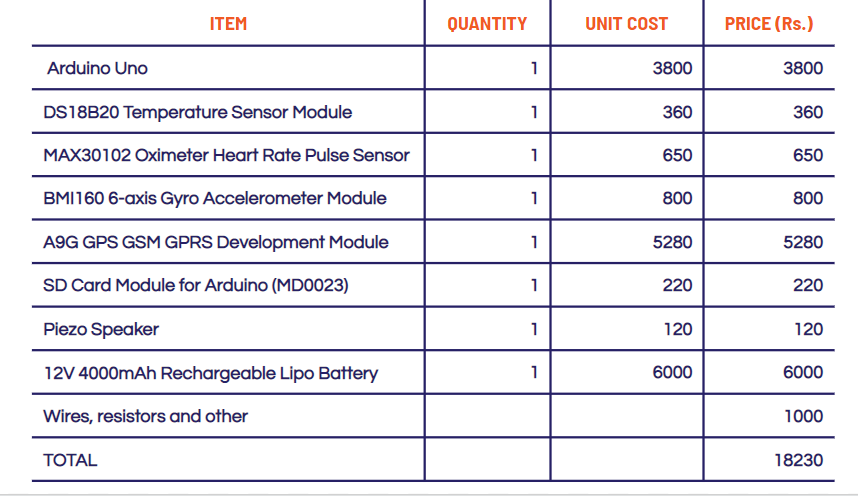 ITEM QUANTITY UNIT COST PRICE (Rs.)
Arduino Uno 1 3800 3800
DS18B20 Temperature Sensor Module 1 360 360
MAX30102 Oximeter Heart Rate Pulse Sensor 1 650 650
BMI160 6-axis Gyro Accelerometer Module 1 800 800
A9G GPS GSM GPRS Development Module 1 5280 5280
SD Card Module for Arduino (MD0023) 1 220 220
Piezo Speaker 1 120 120
12V 4000mAh Rechargeable Lipo Battery 1 6000 6000
Wires, resistors and other 1000
TOTAL 18230